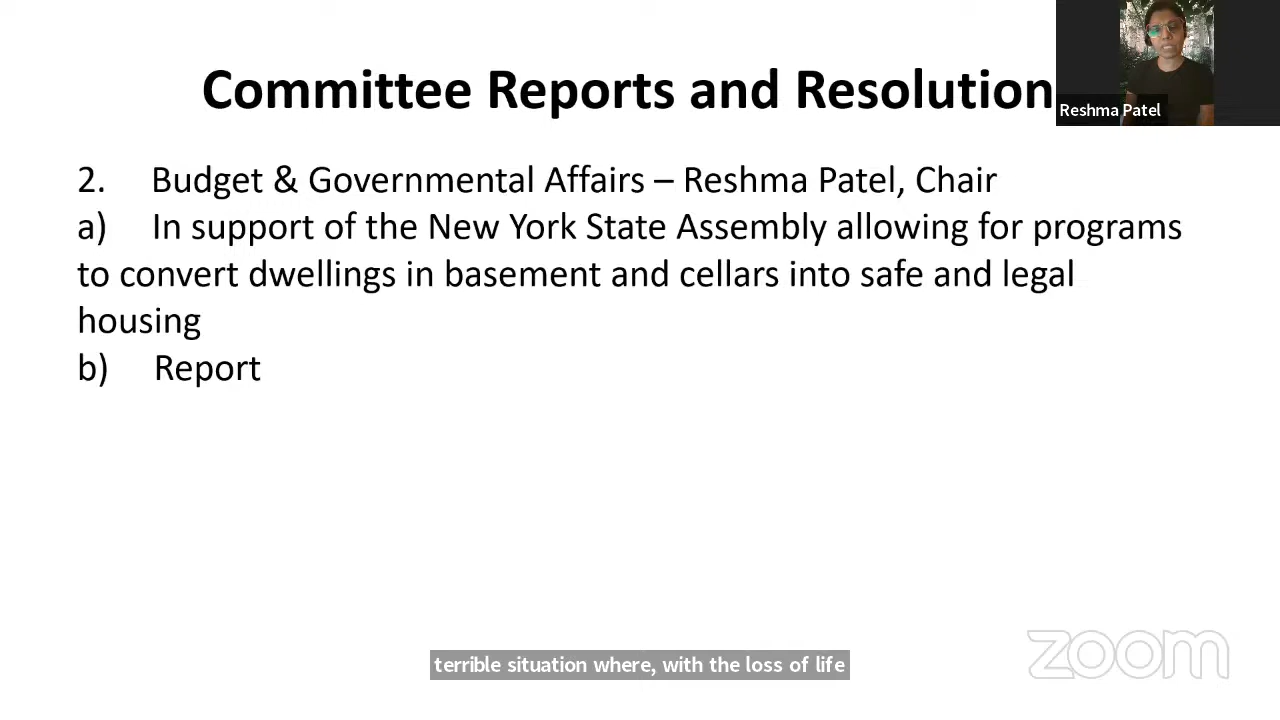 Committee Reports and Resolution
Reshma Patel
2. Budget & Governmental Affairs – Reshma Patel, Chair
a) In support of the New York State Assembly allowing for programs
to convert dwellings in basement and cellars into safe and legal
housing
b) Report
terrible situation where, with the loss of life
zoom